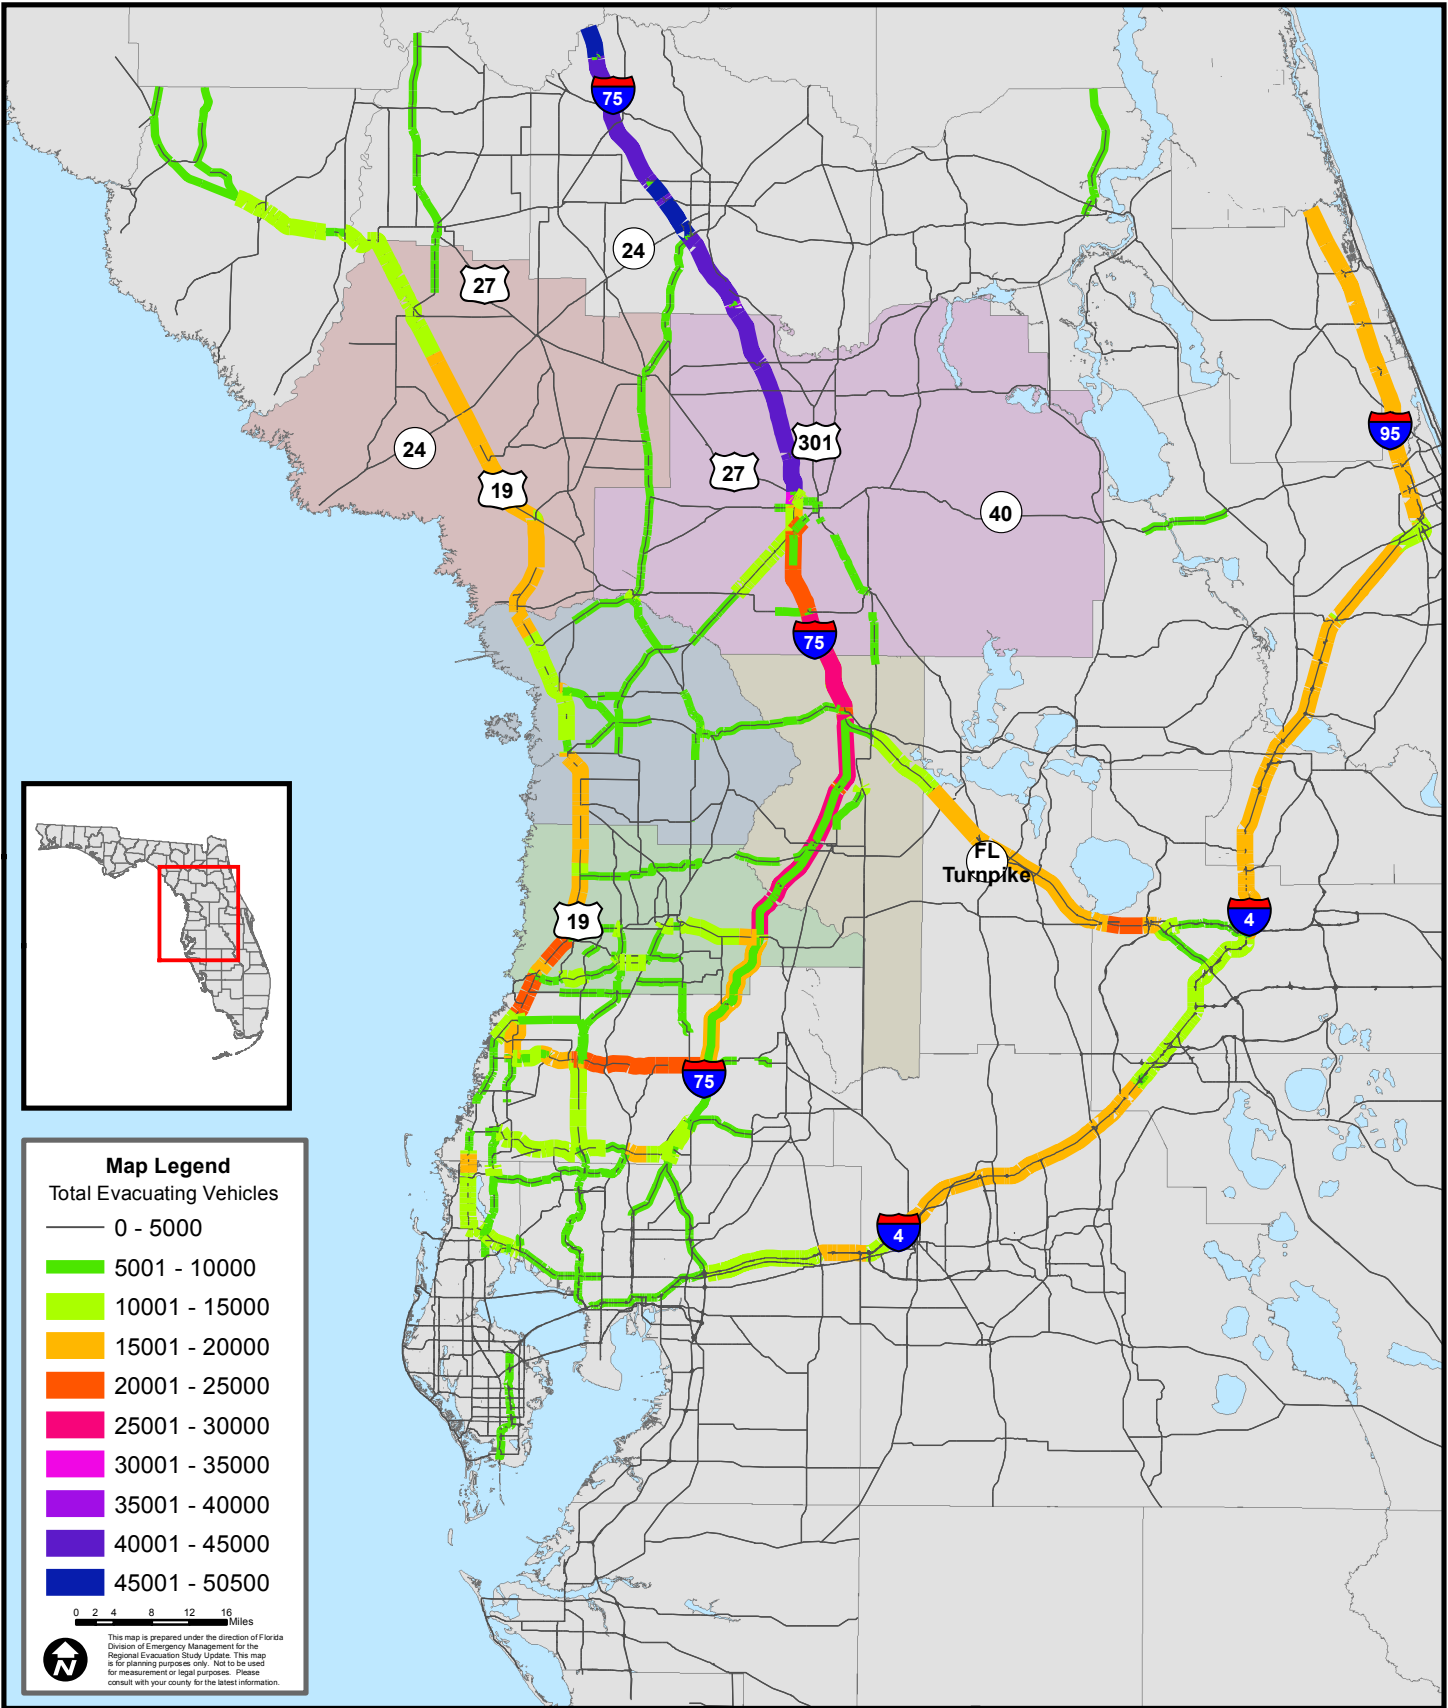 75
24
27
95
301
24
27
19
40
75
FL
Turnpike
19
4
75
4
Map Legend
Total Evacuating Vehicles
0 - 5000
5001 - 10000
10001 - 15000
15001 - 20000
20001 - 25000
25001 - 30000
30001 - 35000
35001 - 40000
40001 - 45000
45001 - 50500
0 2 4 8 12 16
Miles
N
This map is prepared under the direction of Florida
Division of Emergency Management for the
Regional Evacuation Study Update. This map
is for planning purposes only. Not to be used
for measurement or legal purposes. Please
consult with your county for the latest information.